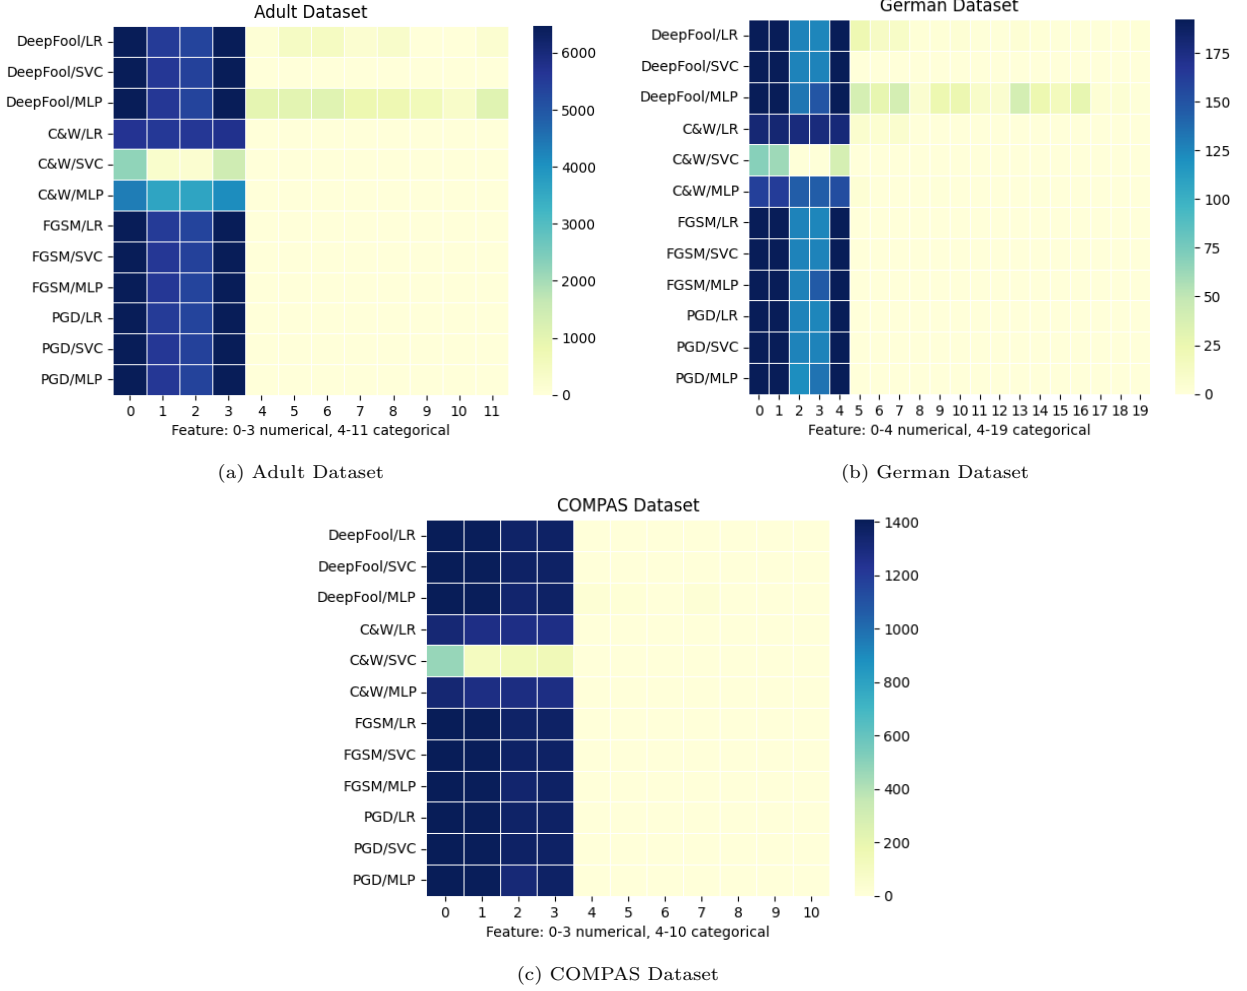 Adult Dataset
DeepFool/LR
DeepFool/SVC
DeepFool/MLP
C&W/LR
C&W/SVC
C&W/MLP
FGSM/LR
FGSM/SVC
FGSM/MLP
PGD/LR
PGD/SVC
PGD/MLP
0 1 2 3 4 5 6 7 8 9 10 11
Feature: 0-3 numerical, 4-11 categorical
6000
5000
4000
3000
2000
1000
0
(a) Adult Dataset
German Dataset
DeepFool/LR
DeepFool/SVC
DeepFool/MLP
C&W/LR
C&W/SVC
C&W/MLP
FGSM/LR
FGSM/SVC
FGSM/MLP
PGD/LR
PGD/SVC
PGD/MLP
0 1 2 3 4 5 6 7 8 9 10 11 12 13 14 15 16 17 18 19
Feature: 0-4 numerical, 4-19 categorical
175
150
125
100
75
50
25
0
(b) German Dataset
COMPAS Dataset
DeepFool/LR
DeepFool/SVC
DeepFool/MLP
C&W/LR
C&W/SVC
C&W/MLP
FGSM/LR
FGSM/SVC
FGSM/MLP
PGD/LR
PGD/SVC
PGD/MLP
0 1 2 3 4 5 6 7 8 9 10
Feature: 0-3 numerical, 4-10 categorical
1400
1200
1000
800
600
400
200
0
(c) COMPAS Dataset